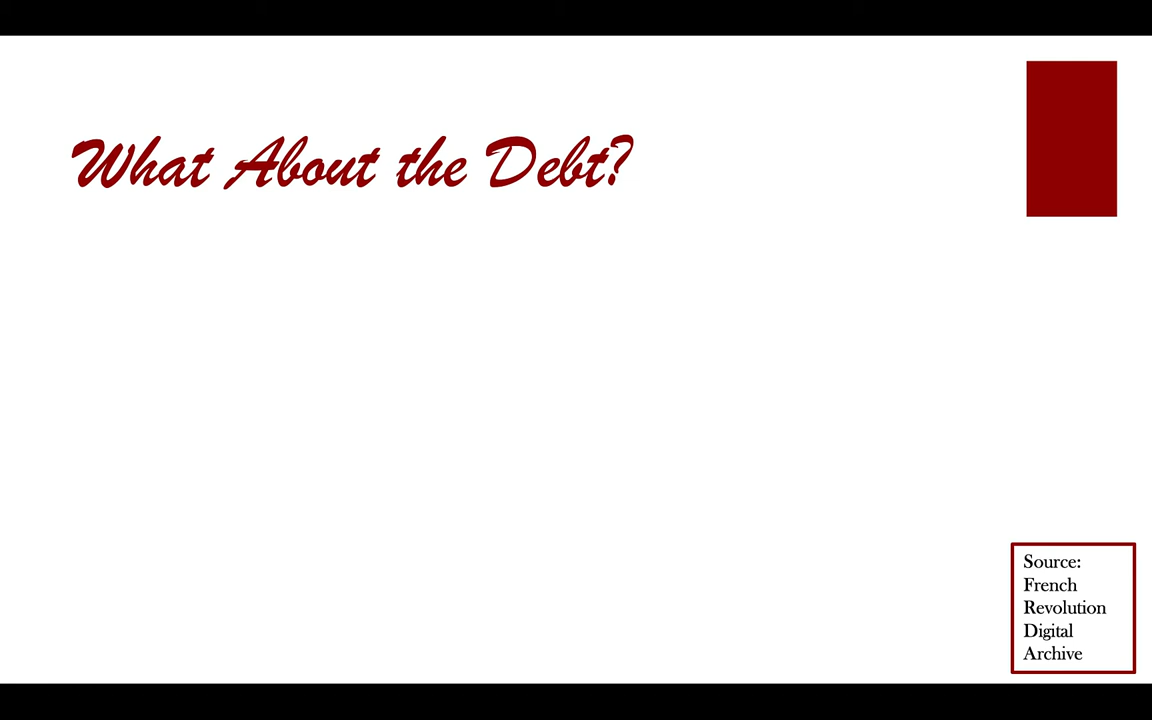 What About the Debt?
Source:
French
Revolution
Digital
Archive